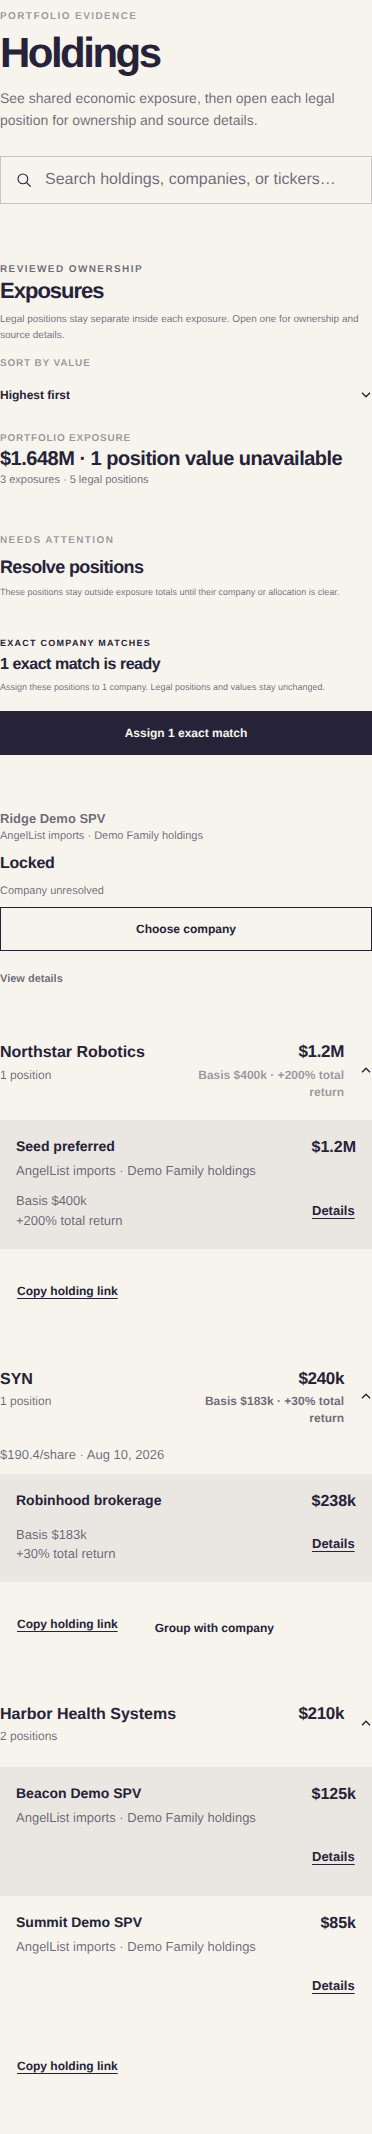 PORTFOLIO EVIDENCE
Holdings
See shared economic exposure, then open each legal
position for ownership and source details.
Search holdings, companies, or tickers…
REVIEWED OWNERSHIP
Exposures
Legal positions stay separate inside each exposure. Open one for ownership and
source details.
SORT BY VALUE
Highest first
PORTFOLIO EXPOSURE
$1.648M · 1 position value unavailable
3 exposures · 5 legal positions
NEEDS ATTENTION
Resolve positions
These positions stay outside exposure totals until their company or allocation is clear.
EXACT COMPANY MATCHES
1 exact match is ready
Assign these positions to 1 company. Legal positions and values stay unchanged.
Assign 1 exact match
Ridge Demo SPV
AngelList imports · Demo Family holdings
Locked
Company unresolved
Choose company
View details
Northstar Robotics $1.2M
1 position Basis $400k · +200% total
return
Seed preferred $1.2M
AngelList imports · Demo Family holdings
Basis $400k
+200% total return Details
Copy holding link
SYN $240k
1 position Basis $183k · +30% total
return
$190.4/share · Aug 10, 2026
Robinhood brokerage $238k
Basis $183k
+30% total return Details
Copy holding link Group with company
Harbor Health Systems $210k
2 positions
Beacon Demo SPV $125k
AngelList imports · Demo Family holdings
Details
Summit Demo SPV $85k
AngelList imports · Demo Family holdings
Details
Copy holding link